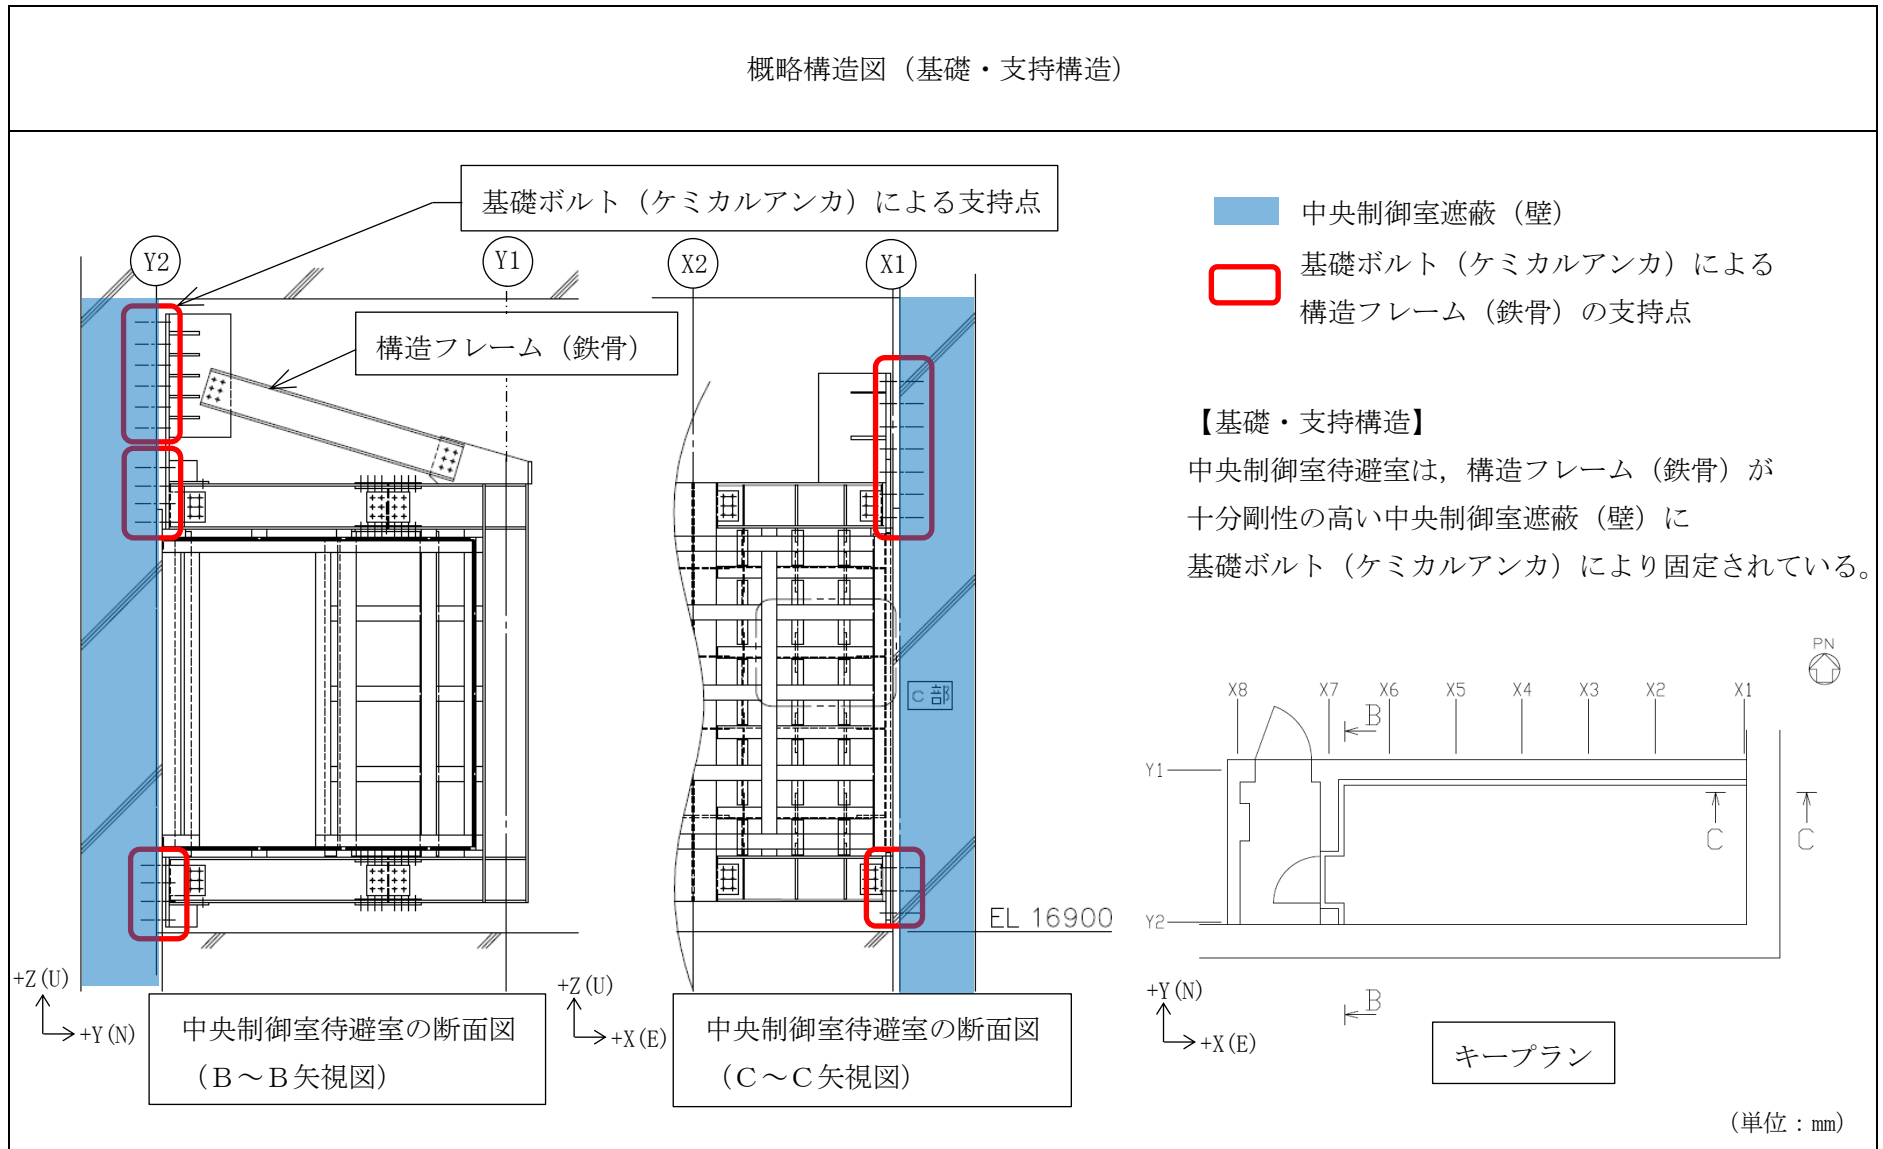 概略構造図（基礎・支持構造）
基礎ボルト（ケミカルアンカ）による支持点
Y2
Y1
X2
X1
構造フレーム（鉄骨）
中央制御室遮蔽（壁）
基礎ボルト（ケミカルアンカ）による
構造フレーム（鉄骨）の支持点
【基礎・支持構造】
中央制御室待避室は，構造フレーム（鉄骨）が
十分剛性の高い中央制御室遮蔽（壁）に
基礎ボルト（ケミカルアンカ）により固定されている。
C部
EL 16900
PN
X8 X7 X6 X5 X4 X3 X2 X1
B
Y1
C C
Y2
B
+Z(U)
+Y(N)
中央制御室待避室の断面図
（B～B矢視図）
+Z(U)
+X(E)
中央制御室待避室の断面図
（C～C矢視図）
+Y(N)
+X(E)
キープラン
（単位：mm）